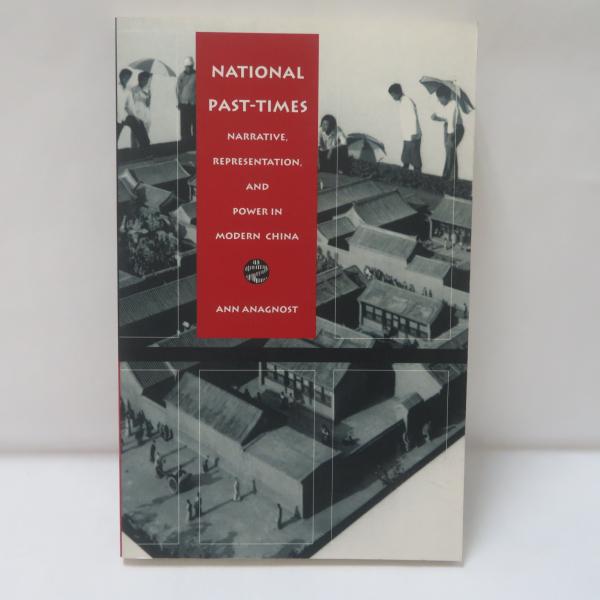 NATIONAL
PAST-TIMES
NARRATIVE,
REPRESENTATION,
AND
POWER IN
MODERN CHINA
ANN ANAGNOST